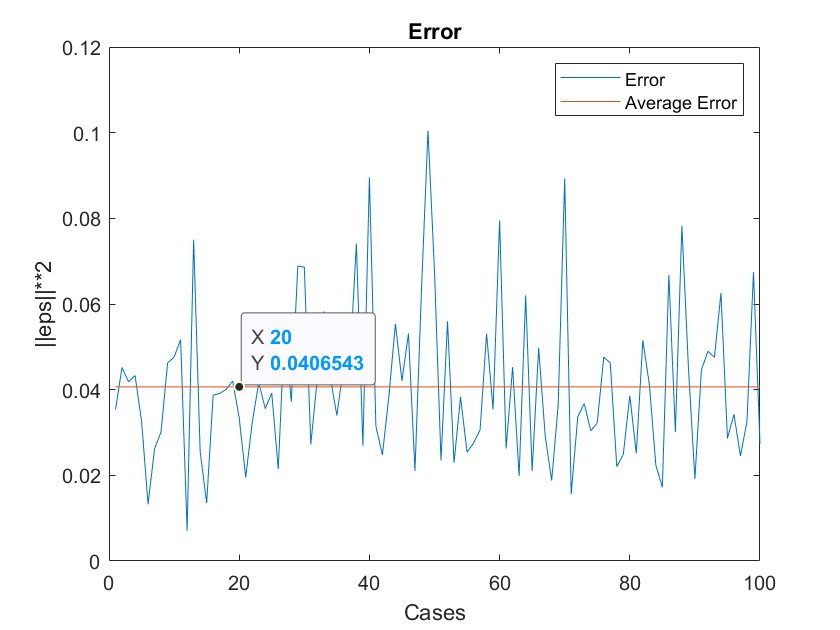 Error
0.12
0.1
0.08
0.06
0.04
0.02
0
||eps||**2
Error
Average Error
X 20
Y 0.0406543
0 20 40 60 80 100
Cases